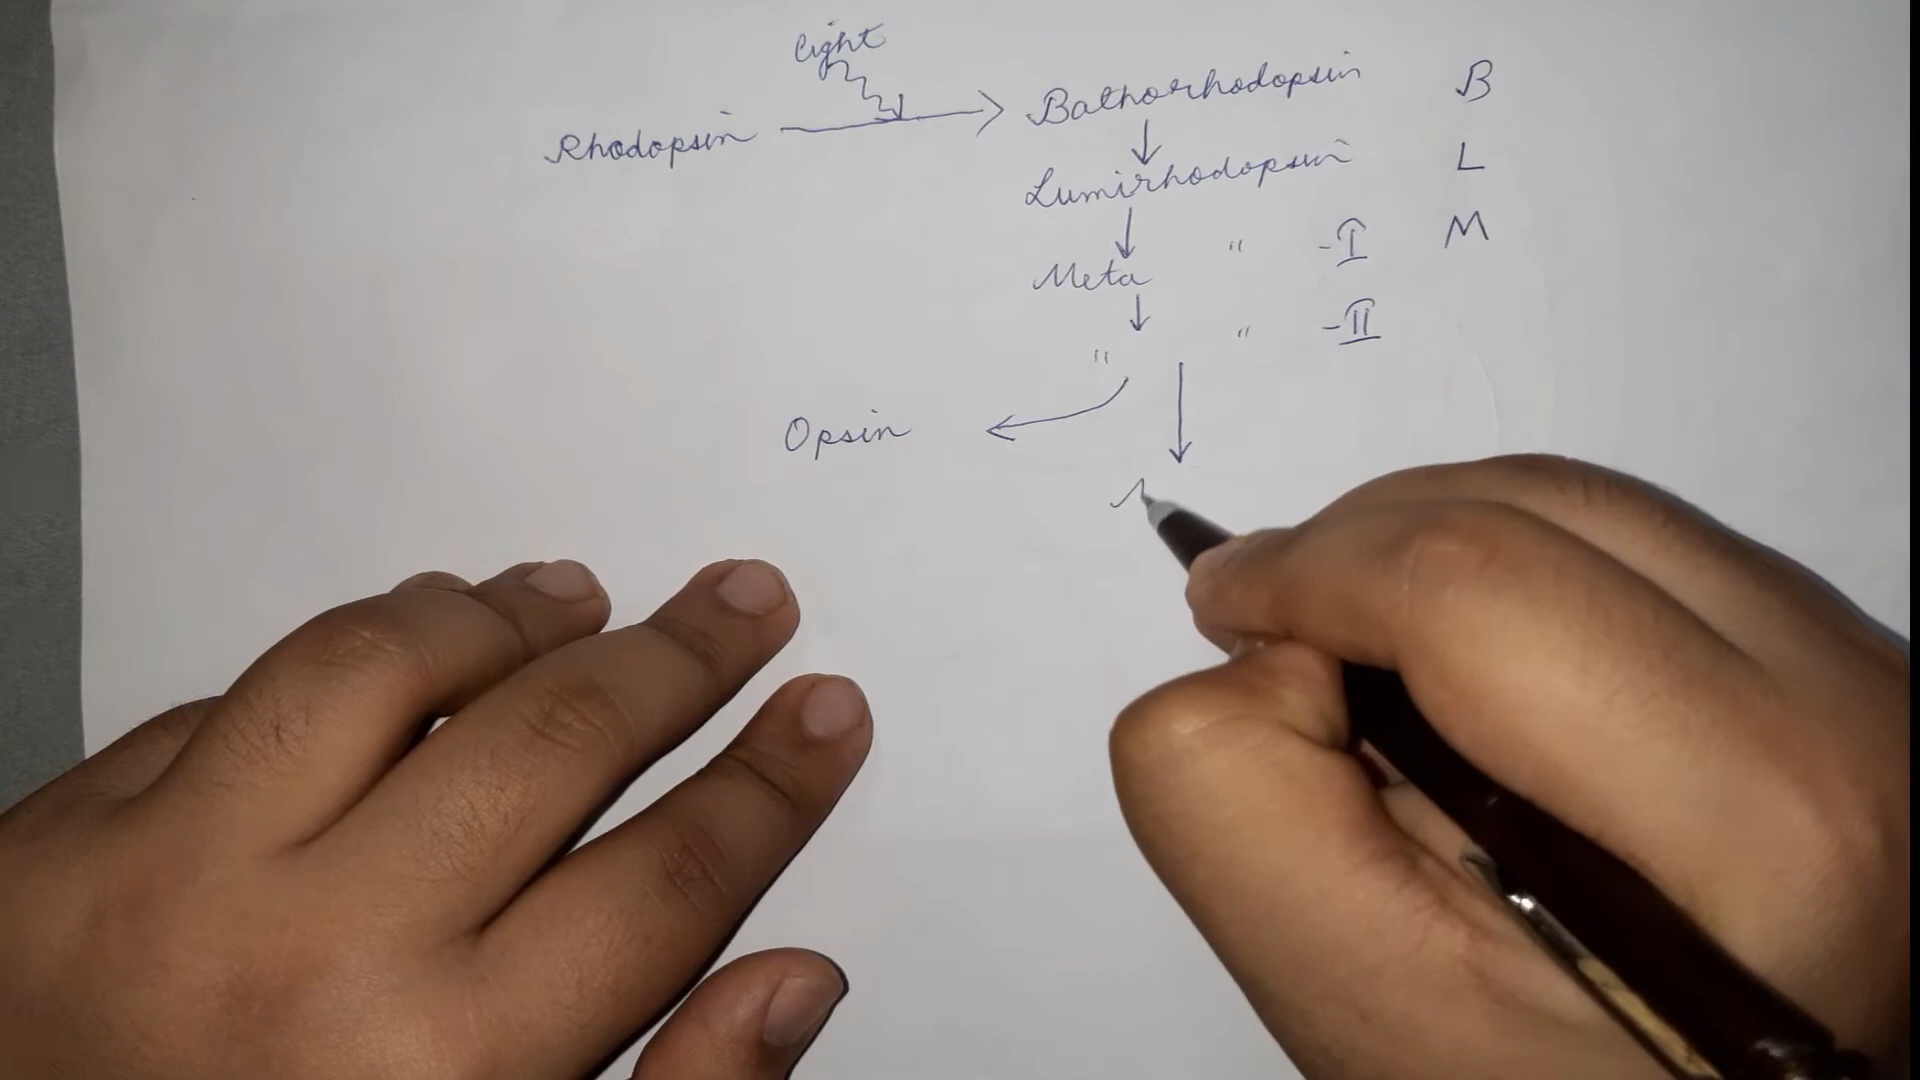 light
Rhodopsin → Bathorhodopsin B
↓
Lumirhodopsin L
↓
Meta " -I M
↓
" " -II
Opsin ← ↓